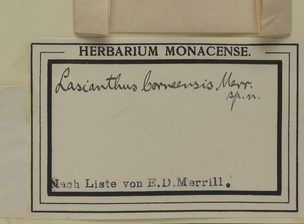 HERBARIUM MONACENSE.
Lasianthus borneensis Merr.
sp. n.
Nach Liste von E.D.Merrill.